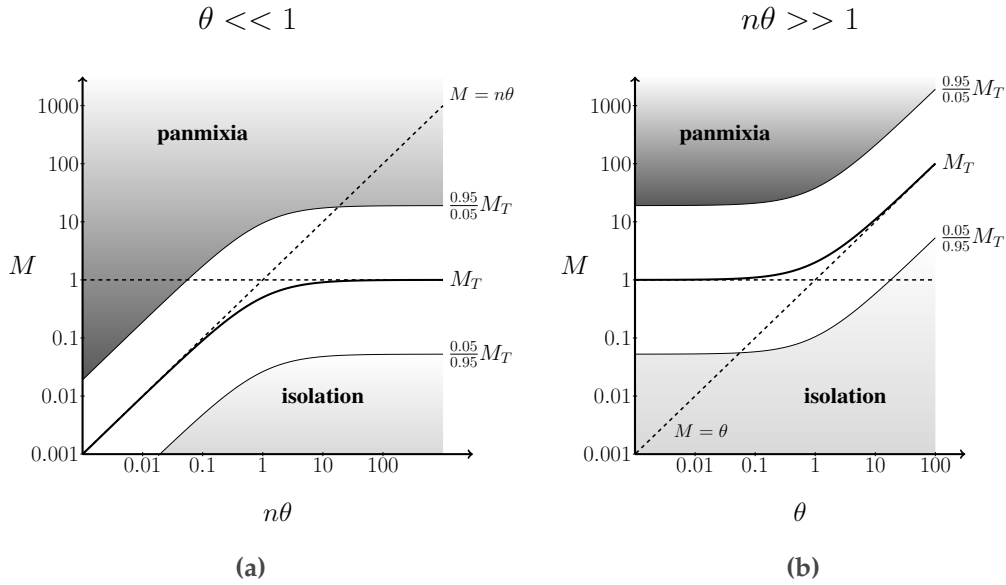 θ << 1
nθ >> 1
1000
100
10
1
0.1
0.01
0.001
M
0.01
0.1
1
10
100
nθ
panmixia
isolation
M = nθ
0.95/0.05 M_T
M_T
0.05/0.95 M_T
(a)
1000
100
10
1
0.1
0.01
0.001
M
0.01
0.1
1
10
100
θ
panmixia
isolation
M = θ
0.95/0.05 M_T
M_T
0.05/0.95 M_T
(b)